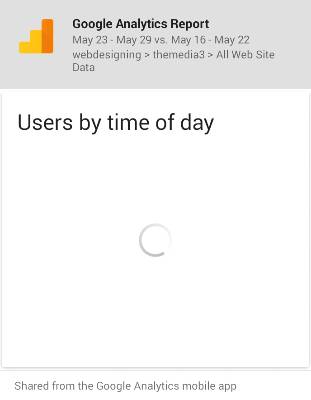 Google Analytics Report
May 23 - May 29 vs. May 16 - May 22
webdesigning > themedia3 > All Web Site
Data
Users by time of day
Shared from the Google Analytics mobile app